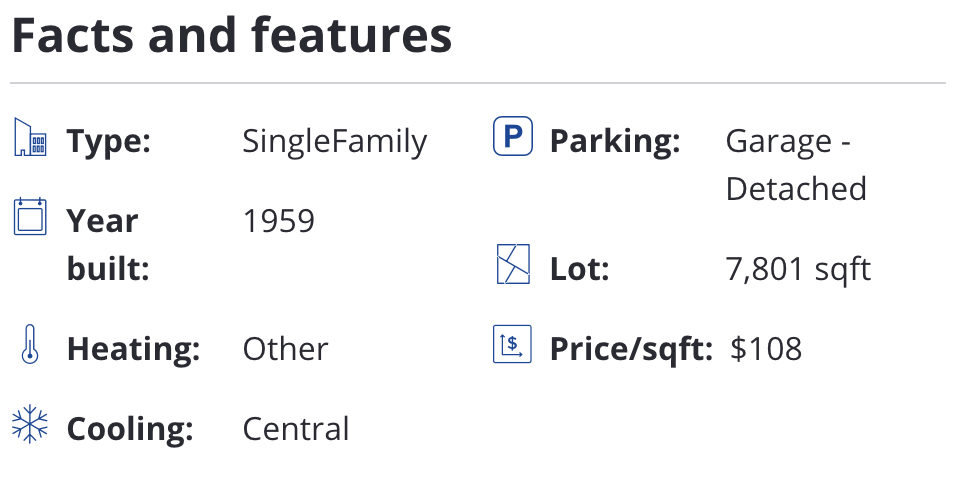 Facts and features
Type: SingleFamily
Year built: 1959
Heating: Other
Cooling: Central
P Parking: Garage - Detached
Lot: 7,801 sqft
$ Price/sqft: $108